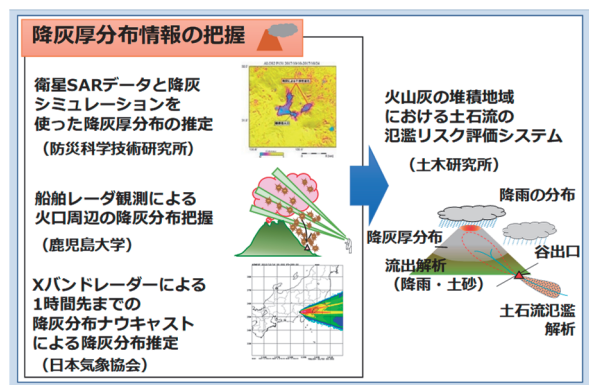 降灰厚分布情報の把握
衛星SARデータと降灰
シミュレーションを
使った降灰厚分布の推定
（防災科学技術研究所）
船舶レーダ観測による
火口周辺の降灰分布把握
（鹿児島大学）
Xバンドレーダーによる
1時間先までの
降灰分布ナウキャスト
による降灰分布推定
（日本気象協会）
火山灰の堆積地域
における土石流の
氾濫リスク評価システム
（土木研究所）
降雨の分布
降灰厚分布
谷出口
流出解析
（降雨・土砂）
土石流氾濫
解析